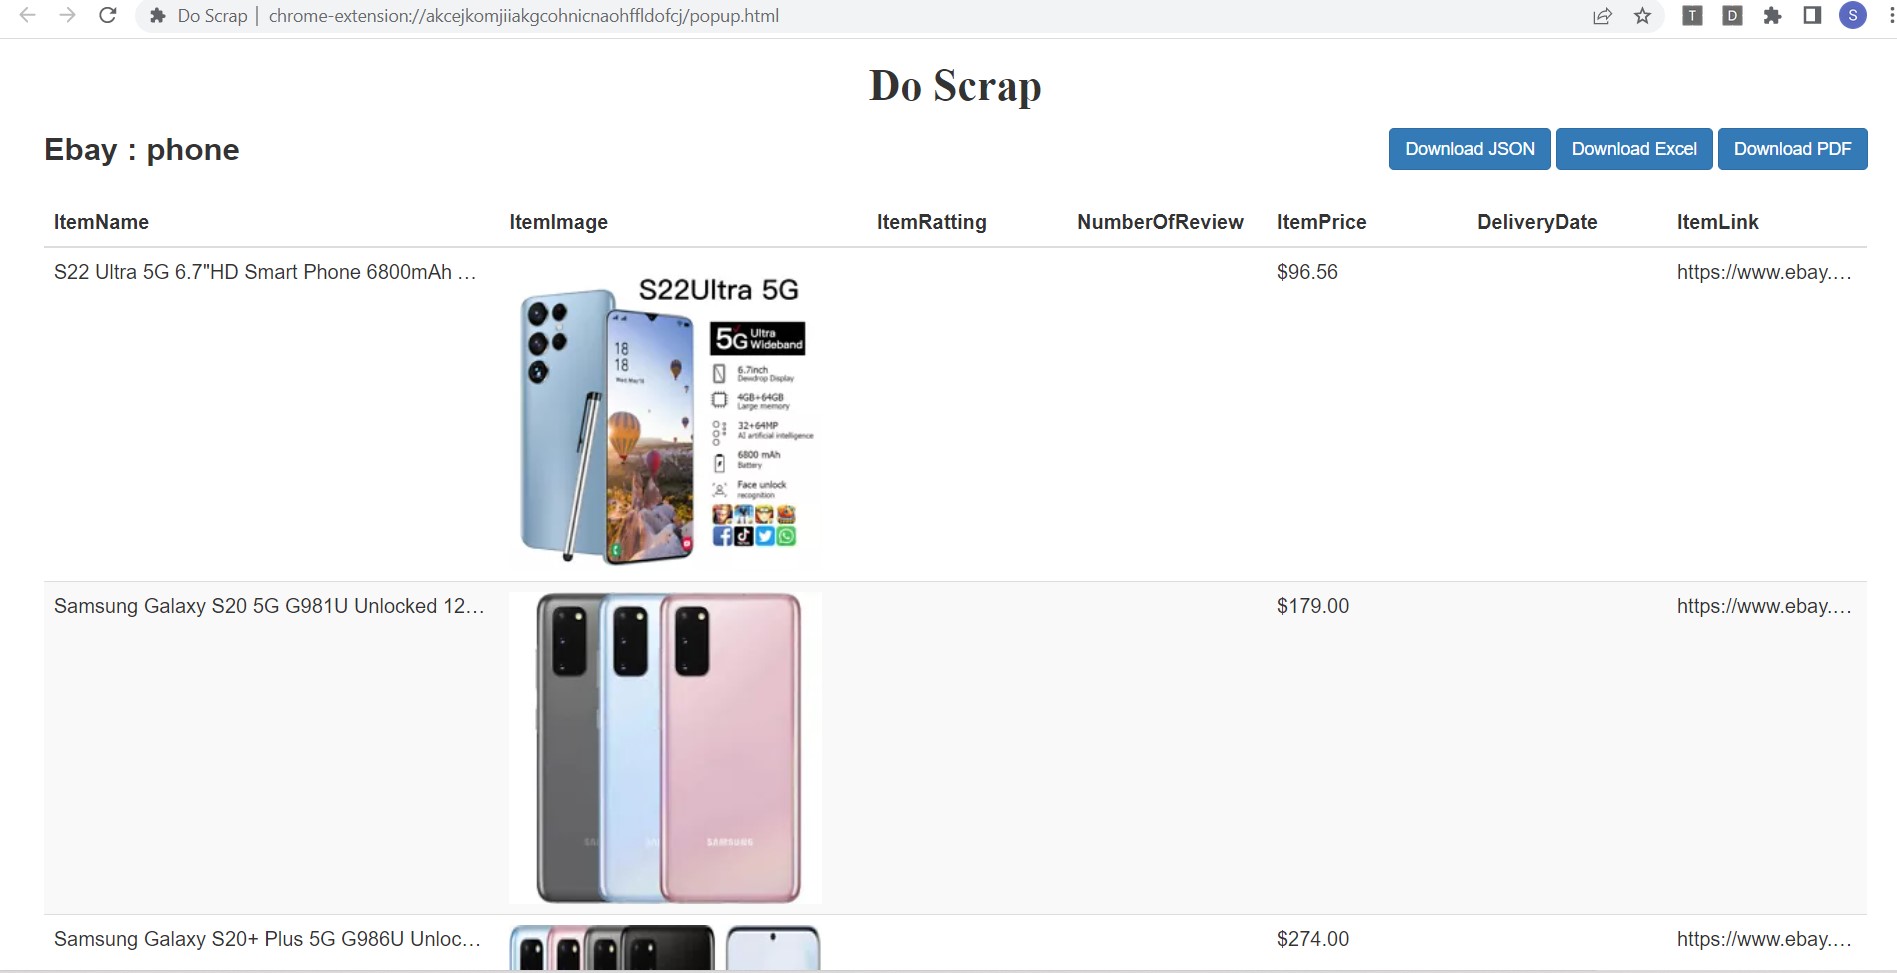 Do Scrap | chrome-extension://akcejkomjiiakgcohnicnaohffldofcj/popup.html
T
D
S
Do Scrap
Ebay : phone
Download JSON Download Excel Download PDF
ItemName ItemImage ItemRatting NumberOfReview ItemPrice DeliveryDate ItemLink
S22 Ultra 5G 6.7"HD Smart Phone 6800mAh … $96.56 https://www.ebay.…
S22Ultra 5G
5G Ultra Wideband
18
18
6.7inch
Dewdrop Display
4GB+64GB
Large memory
32+64MP
AI artificial intelligence
6800 mAh
Battery
Face unlock
recognition
Samsung Galaxy S20 5G G981U Unlocked 12… $179.00 https://www.ebay.…
SAMSUNG
Samsung Galaxy S20+ Plus 5G G986U Unloc… $274.00 https://www.ebay.…